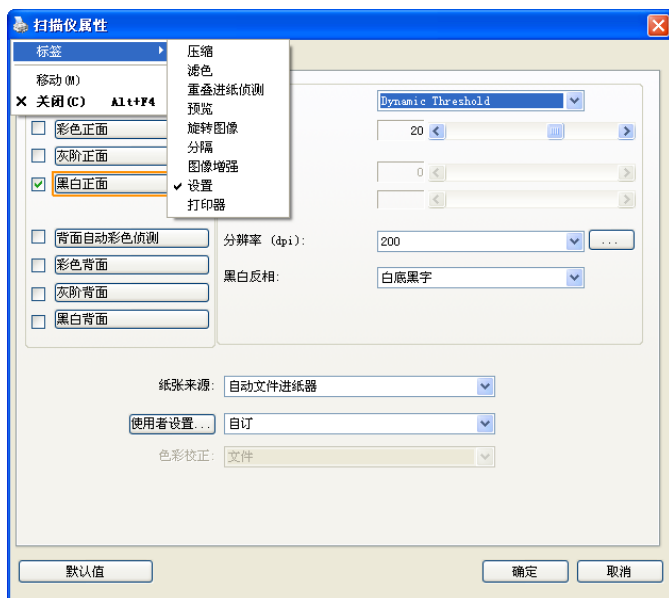 扫描仪属性
标签
移动(M)
关闭(C) Alt+F4
压缩
滤色
重叠进纸侦测
预览
旋转图像
分隔
图像增强
设置
打印器
Dynamic Threshold
彩色正面
20
灰阶正面
黑白正面
0
背面自动彩色侦测
分辨率 (dpi):
200
...
彩色背面
黑白反相:
白底黑字
灰阶背面
黑白背面
纸张来源:
自动文件进纸器
使用者设置...
自订
色彩校正:
文件
默认值
确定
取消